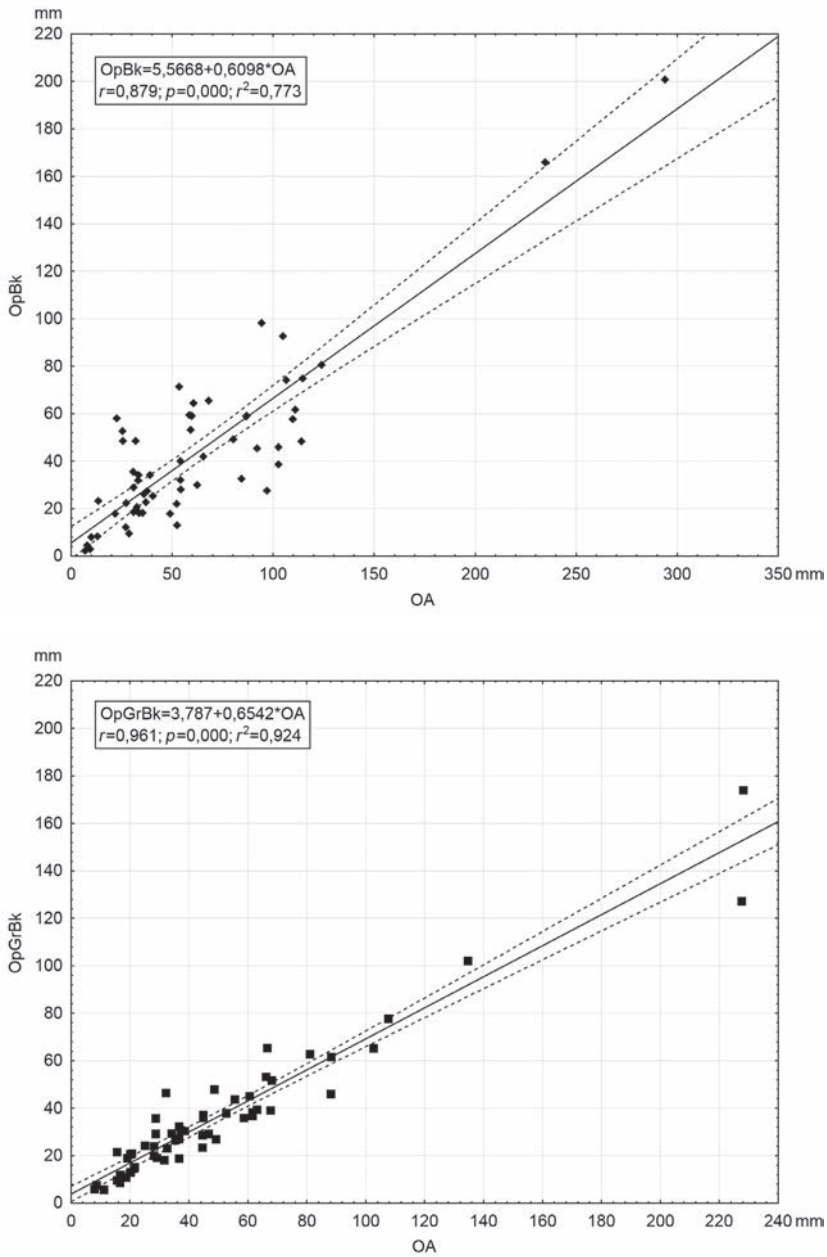 mm
220
200
180
160
140
120
100
80
60
40
20
0
OpBk
OpBk=5,5668+0,6098*OA
r=0,879; p=0,000; r²=0,773
0 50 100 150 200 250 300 350 mm
OA
mm
220
200
180
160
140
120
100
80
60
40
20
0
OpGrBk
OpGrBk=3,787+0,6542*OA
r=0,961; p=0,000; r²=0,924
0 20 40 60 80 100 120 140 160 180 200 220 240 mm
OA